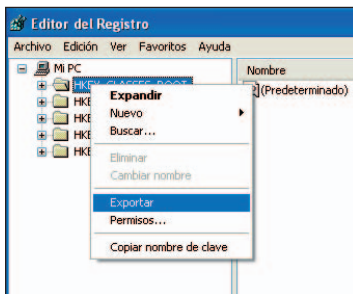 Editor del Registro
Archivo Edición Ver Favoritos Ayuda
Mi PC
Nombre
HKEY_CLASSES_ROOT
(Predeterminado)
HKE
HKE
HKE
HKE
Expandir
Nuevo
Buscar...
Eliminar
Cambiar nombre
Exportar
Permisos...
Copiar nombre de clave